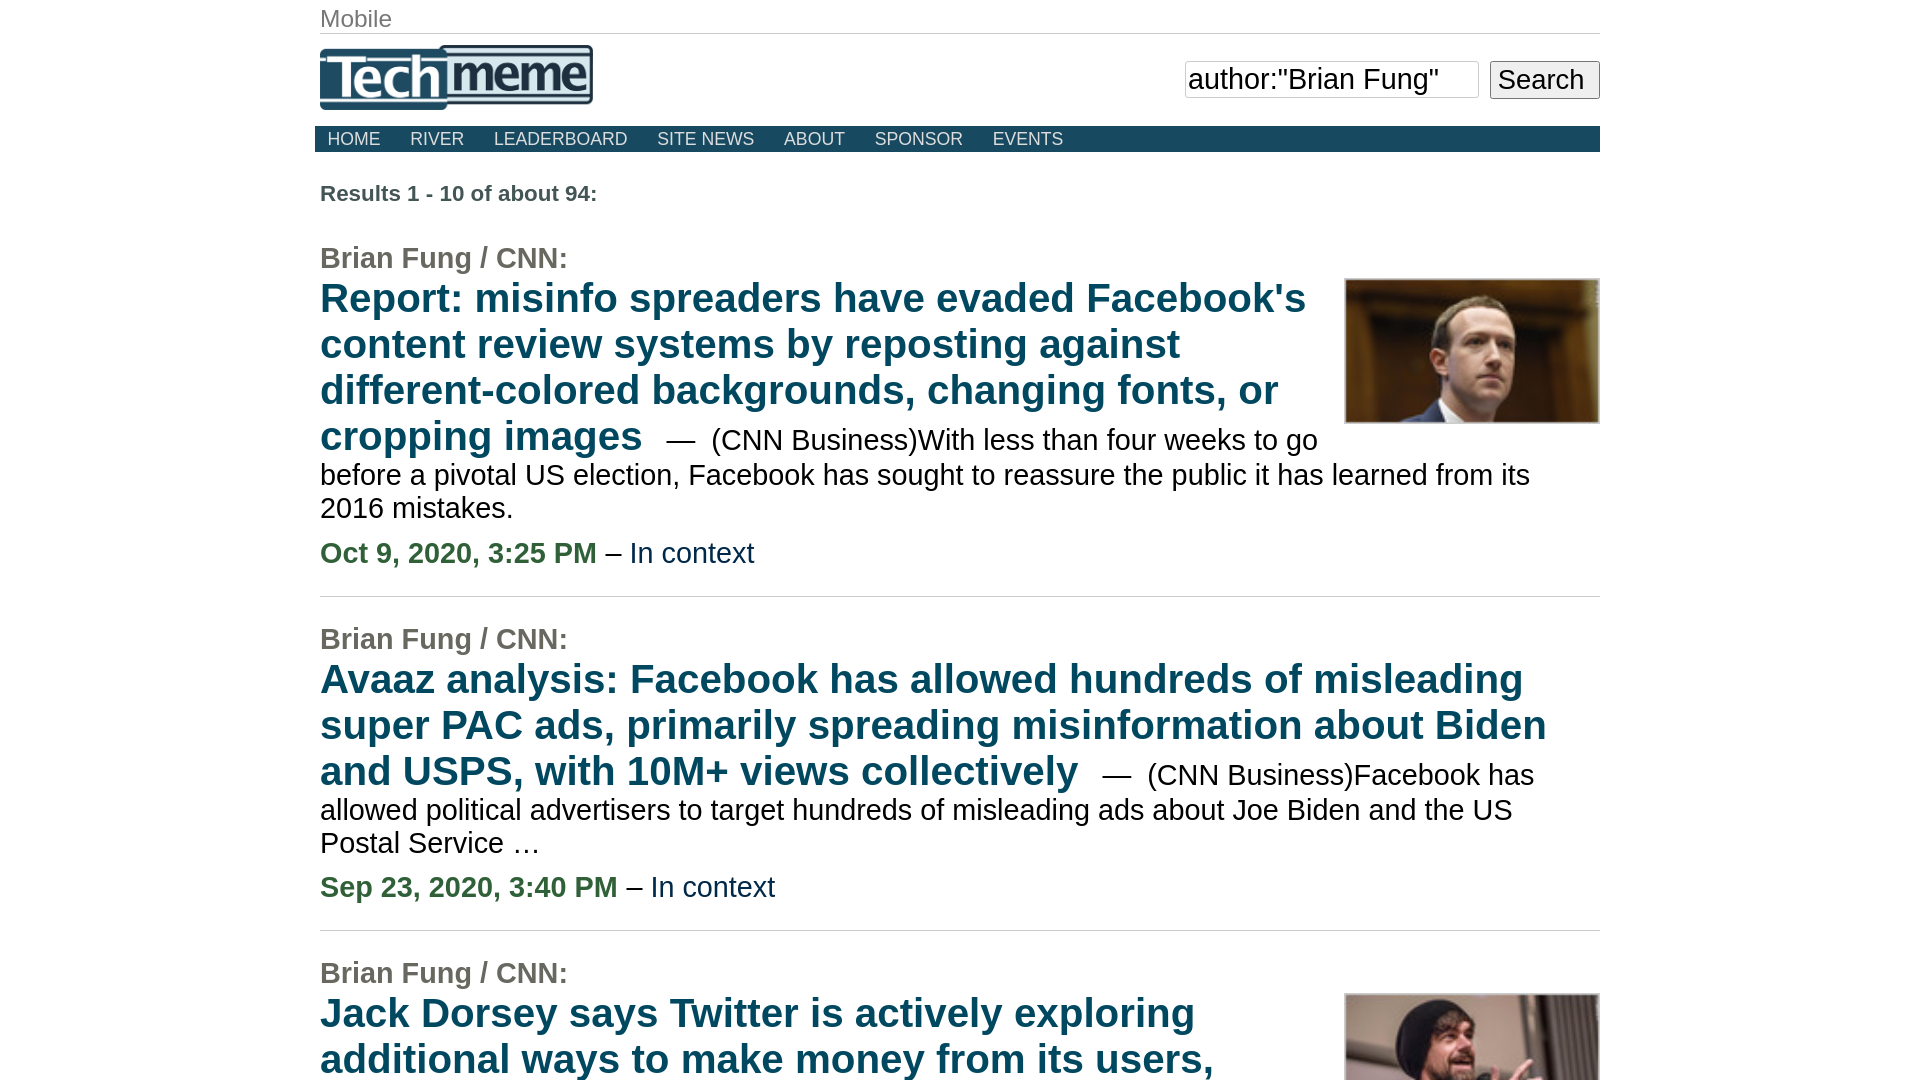 Mobile
Techmeme
author:"Brian Fung"
Search
HOME RIVER LEADERBOARD SITE NEWS ABOUT SPONSOR EVENTS
Results 1 - 10 of about 94:
Brian Fung / CNN:
Report: misinfo spreaders have evaded Facebook's
content review systems by reposting against
different-colored backgrounds, changing fonts, or
cropping images — (CNN Business)With less than four weeks to go
before a pivotal US election, Facebook has sought to reassure the public it has learned from its
2016 mistakes.
Oct 9, 2020, 3:25 PM – In context
Brian Fung / CNN:
Avaaz analysis: Facebook has allowed hundreds of misleading
super PAC ads, primarily spreading misinformation about Biden
and USPS, with 10M+ views collectively — (CNN Business)Facebook has
allowed political advertisers to target hundreds of misleading ads about Joe Biden and the US
Postal Service …
Sep 23, 2020, 3:40 PM – In context
Brian Fung / CNN:
Jack Dorsey says Twitter is actively exploring
additional ways to make money from its users,